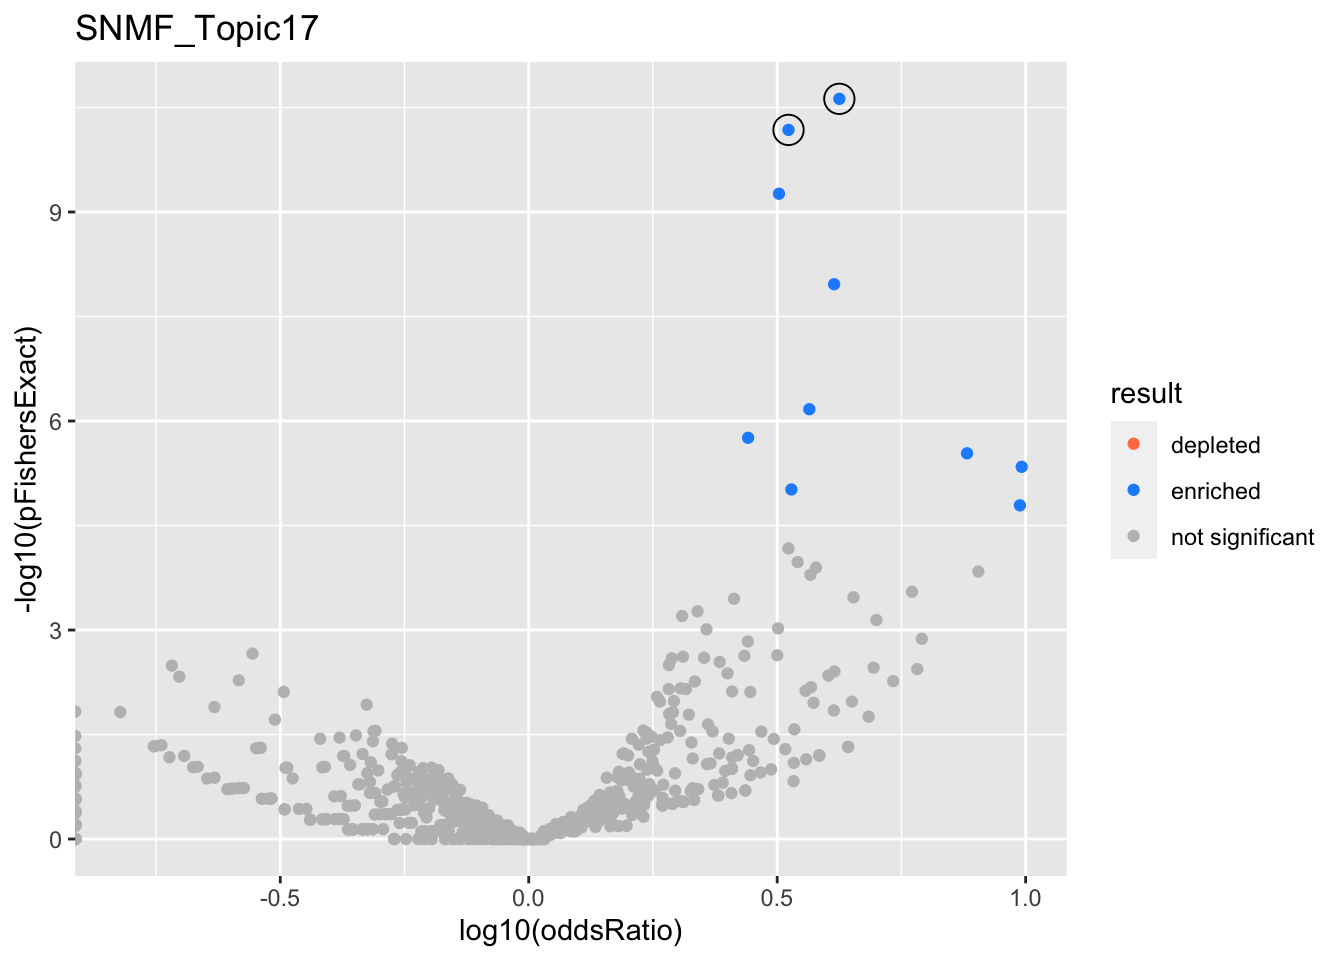 SNMF_Topic17
-log10(pFishersExact)
9
6
3
0
-0.5
0.0
0.5
1.0
log10(oddsRatio)
result
depleted
enriched
not significant